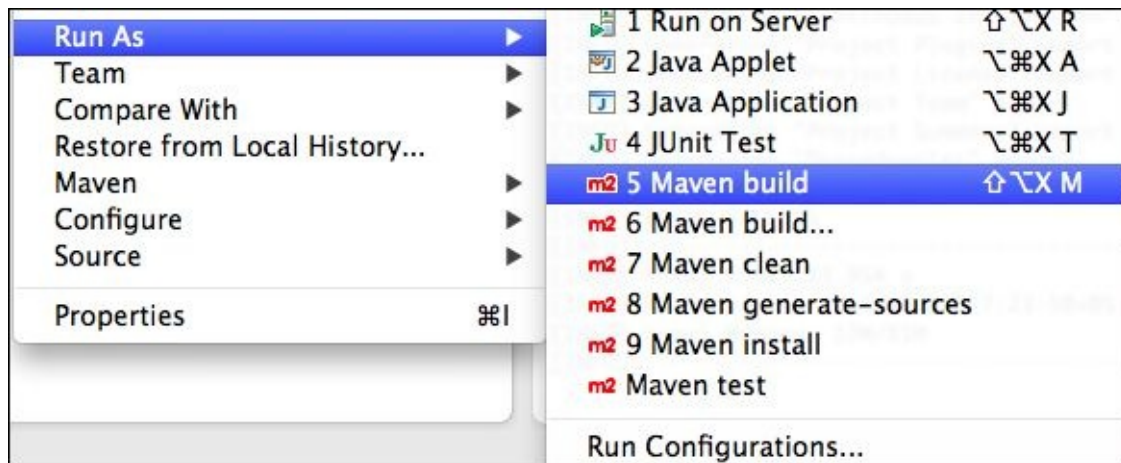 Run As ▶
Team ▶
Compare With ▶
Restore from Local History...
Maven ▶
Configure ▶
Source ▶
Properties ⌘I
1 Run on Server ⇧⌥X R
2 Java Applet ⌥⌘X A
J 3 Java Application ⌥⌘X J
JU 4 JUnit Test ⌥⌘X T
m2 5 Maven build ⇧⌥X M
m2 6 Maven build...
m2 7 Maven clean
m2 8 Maven generate-sources
m2 9 Maven install
m2 Maven test
Run Configurations...